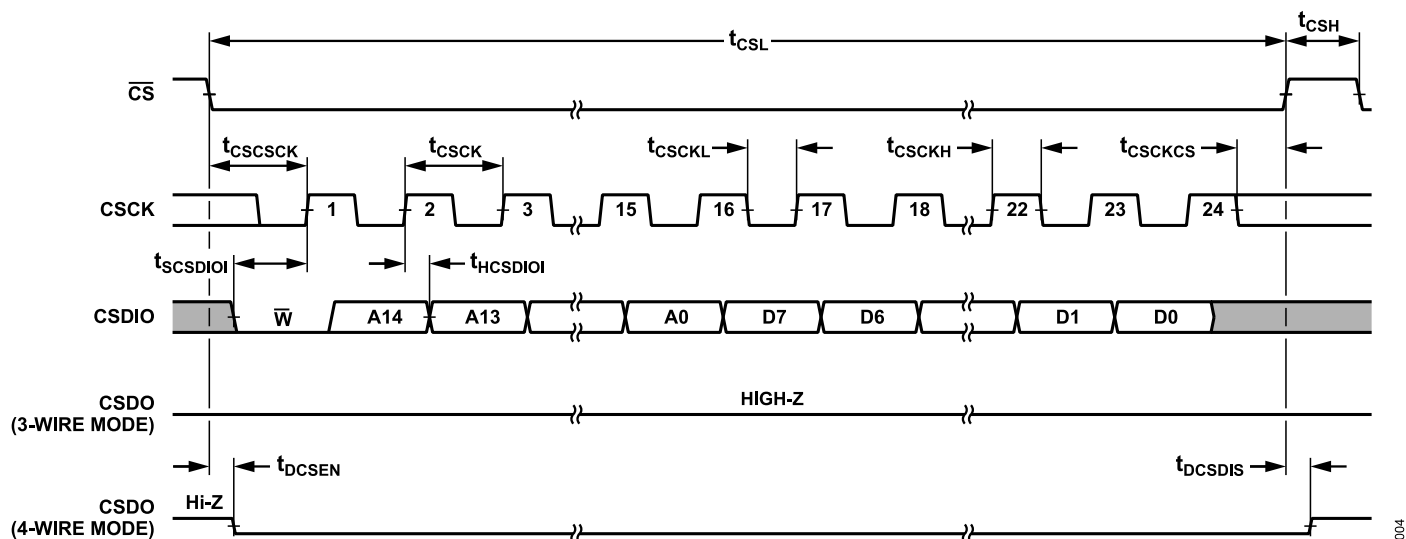 tCSL
tCSH
CS
tCSCSCK
tCSCK
tCSCKL
tCSCKH
tCSCKCS
CSCK
1 2 3 15 16 17 18 22 23 24
tSCSDIOI
tHCSDIOI
CSDIO
W A14 A13 A0 D7 D6 D1 D0
CSDO
(3-WIRE MODE)
HIGH-Z
tDCSEN
tDCSDIS
CSDO
(4-WIRE MODE)
Hi-Z
004